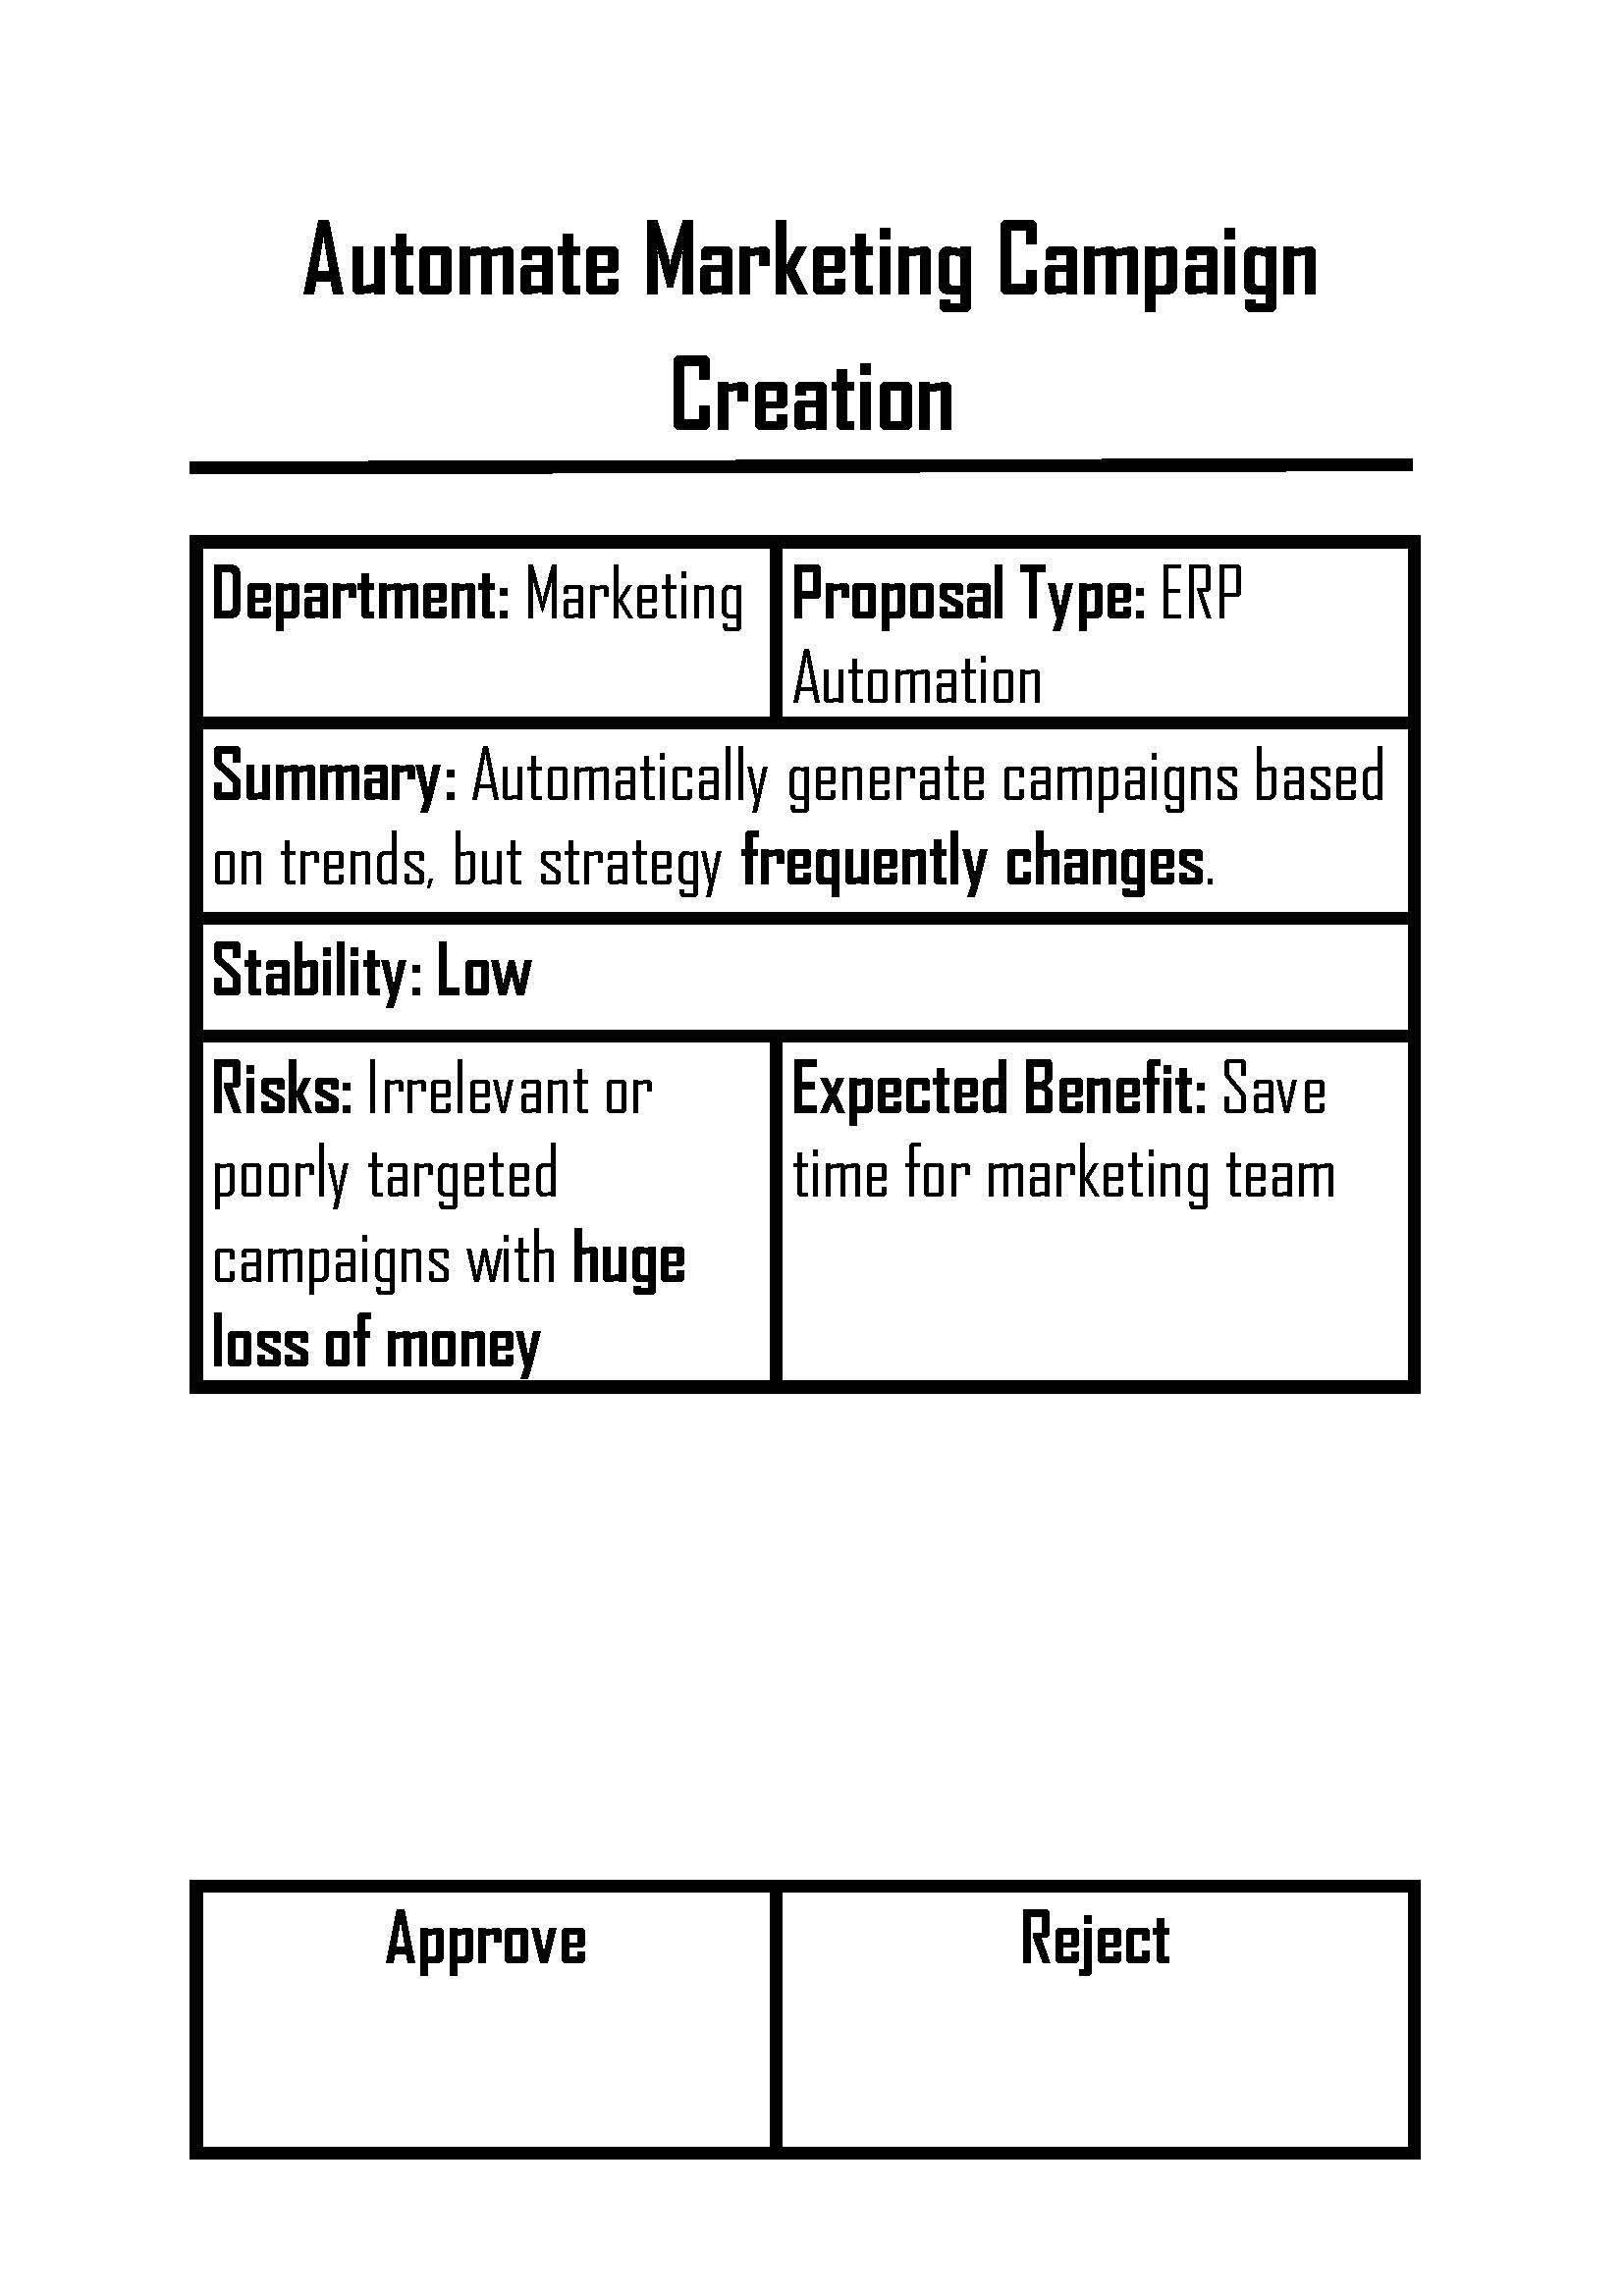 Automate Marketing Campaign
Creation
Department: Marketing
Proposal Type: ERP
Automation
Summary: Automatically generate campaigns based
on trends, but strategy frequently changes.
Stability: Low
Risks: Irrelevant or
poorly targeted
campaigns with huge
loss of money
Expected Benefit: Save
time for marketing team
Approve
Reject